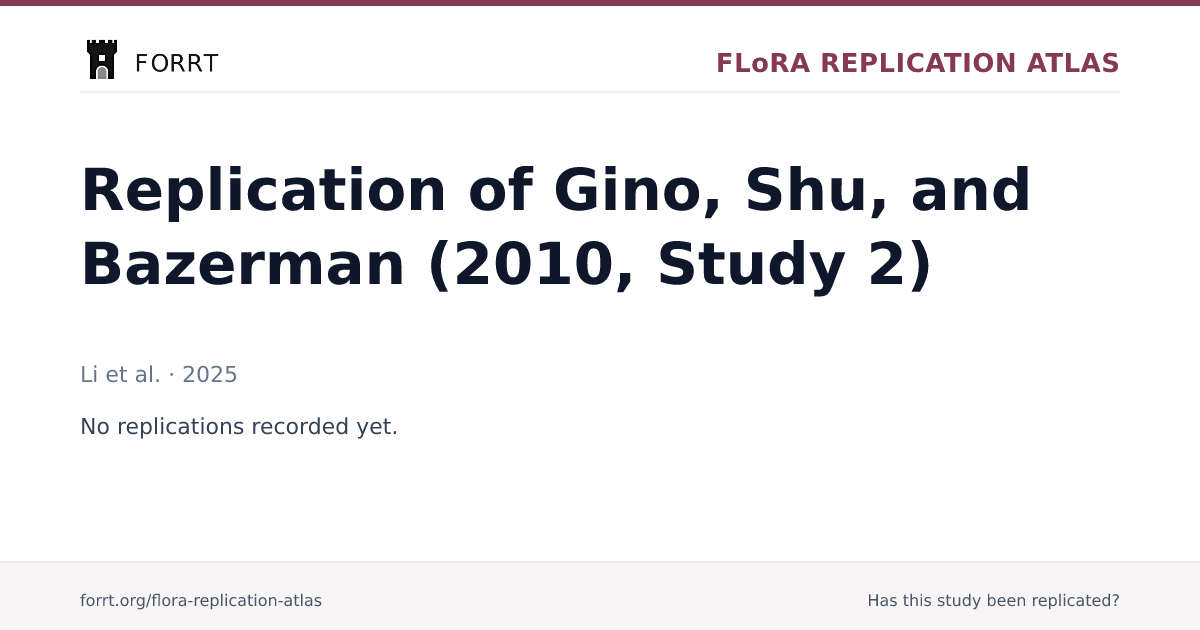 FORRT
FLoRA REPLICATION ATLAS
Replication of Gino, Shu, and
Bazerman (2010, Study 2)
Li et al. · 2025
No replications recorded yet.
forrt.org/flora-replication-atlas
Has this study been replicated?